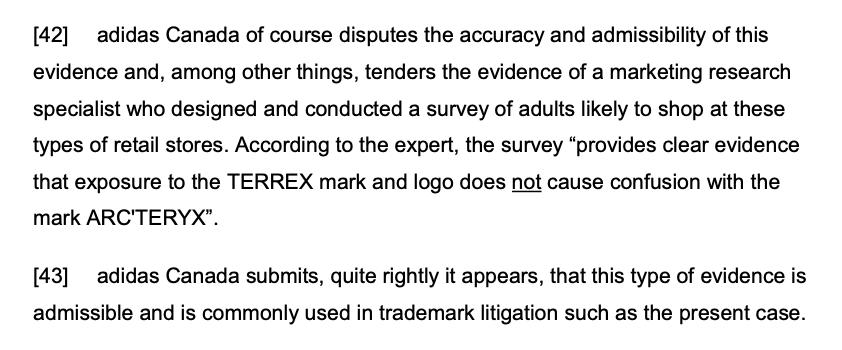 [42] adidas Canada of course disputes the accuracy and admissibility of this
evidence and, among other things, tenders the evidence of a marketing research
specialist who designed and conducted a survey of adults likely to shop at these
types of retail stores. According to the expert, the survey “provides clear evidence
that exposure to the TERREX mark and logo does not cause confusion with the
mark ARC'TERYX”.
[43] adidas Canada submits, quite rightly it appears, that this type of evidence is
admissible and is commonly used in trademark litigation such as the present case.